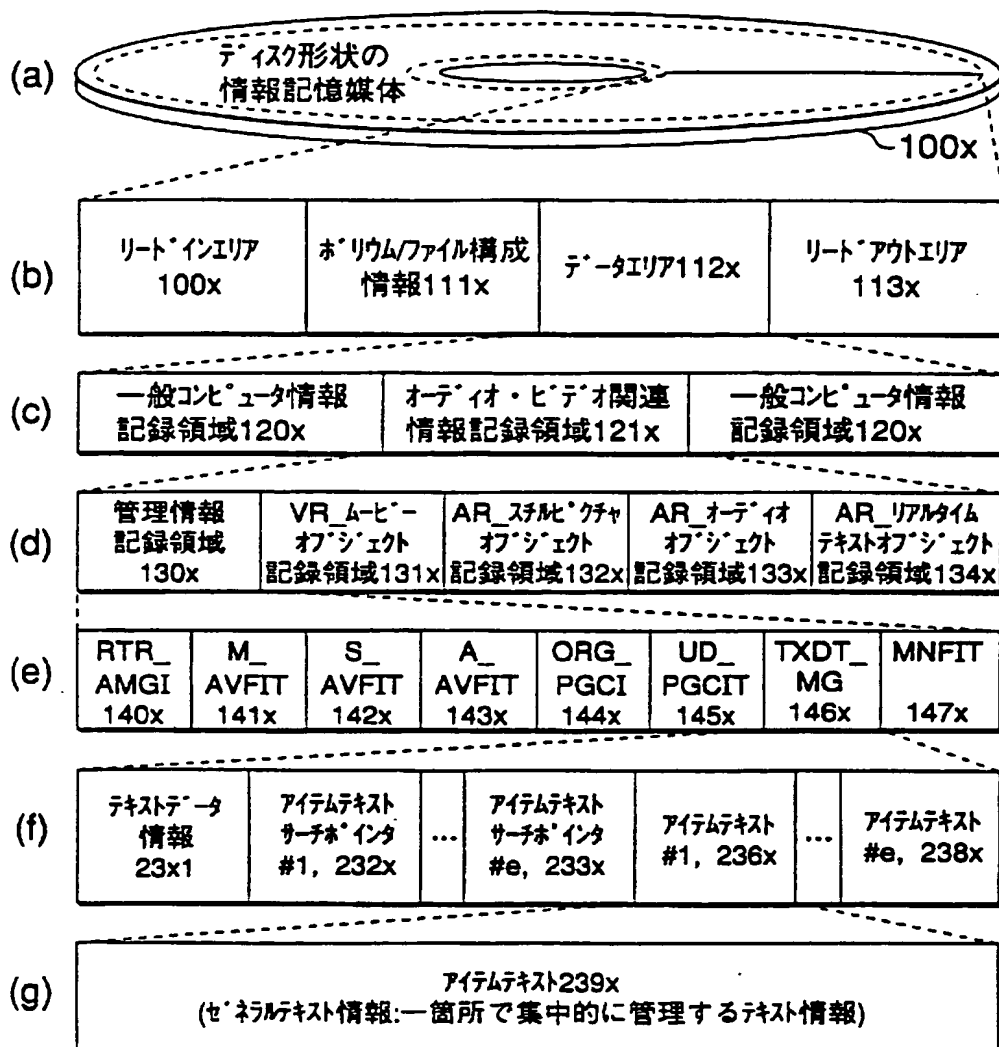 (a)
ディスク形状の
情報記憶媒体
100x
(b)
リードインエリア
100x
ボリウム/ファイル構成
情報111x
データエリア112x
リードアウトエリア
113x
(c)
一般コンピュータ情報
記録領域120x
オーディオ・ビデオ関連
情報記録領域121x
一般コンピュータ情報
記録領域120x
(d)
管理情報
記録領域
130x
VR_ムービー
オブジェクト
記録領域131x
AR_スチルピクチャ
オブジェクト
記録領域132x
AR_オーディオ
オブジェクト
記録領域133x
AR_リアルタイム
テキストオブジェクト
記録領域134x
(e)
RTR_
AMGI
140x
M_
AVFIT
141x
S_
AVFIT
142x
A_
AVFIT
143x
ORG_
PGCI
144x
UD_
PGCIT
145x
TXDT_
MG
146x
MNFIT
147x
(f)
テキストデータ
情報
23x1
アイテムテキスト
サーチポインタ
#1, 232x
...
アイテムテキスト
サーチポインタ
#e, 233x
アイテムテキスト
#1, 236x
...
アイテムテキスト
#e, 238x
(g)
アイテムテキスト239x
(ゼネラルテキスト情報:一箇所で集中的に管理するテキスト情報)